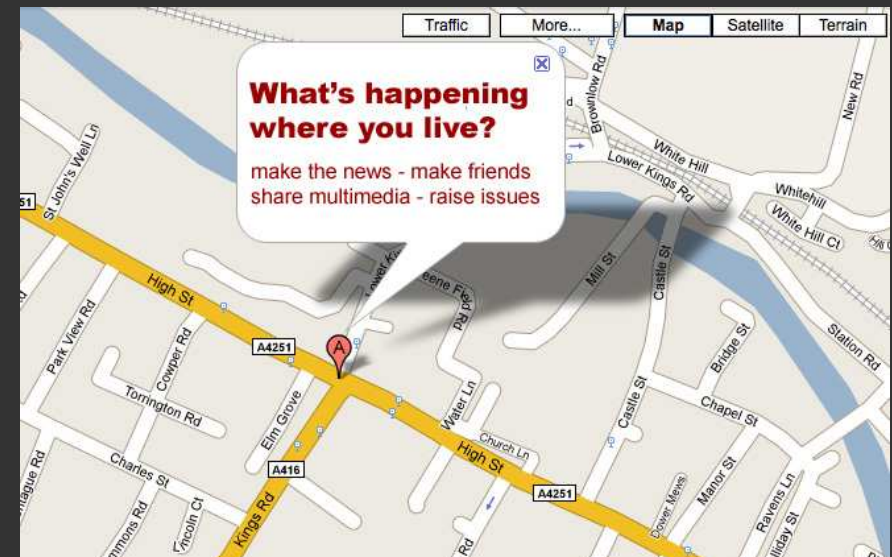 Traffic More... Map Satellite Terrain
What's happening
where you live?
make the news - make friends
share multimedia - raise issues
Brownlow Rd
New Rd
White Hill
Lower Kings Rd
Whitehill
White Hill Ct
St John's Well Ln
51
High St
Mill St
Castle St
Station Rd
Park View Rd
Cowper Rd
A4251
A
Bridge St
Torrington Rd
Elm Grove
Water Ln
Castle St
Chapel St
Church Ln
High St
Charles St
A416
A4251
Manor St
Ravens Ln
Dower Mews
Kings Rd
Lincoln Ct
Rd